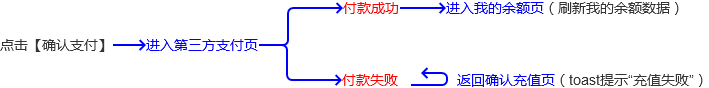 付款成功 进入我的余额页（刷新我的余额数据）
点击【确认支付】 进入第三方支付页
付款失败 返回确认充值页（toast提示“充值失败”）